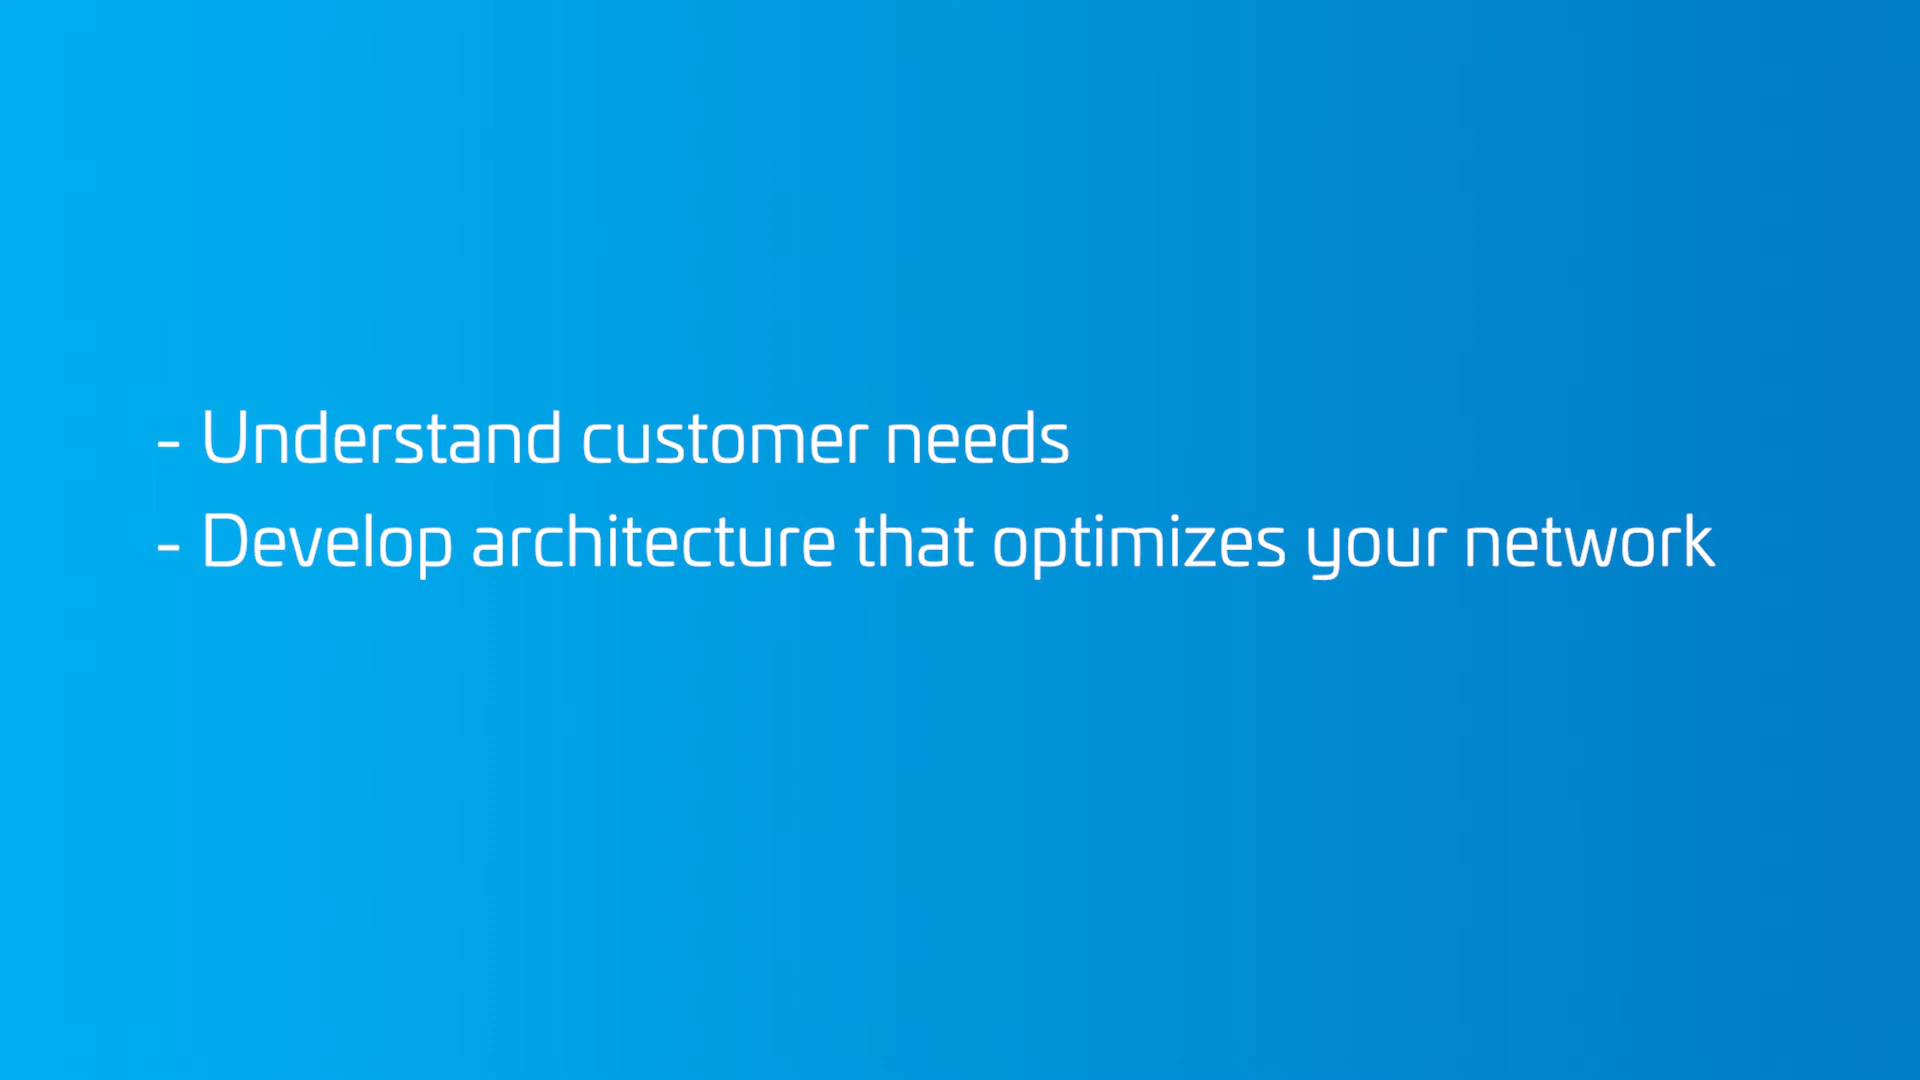 - Understand customer needs
- Develop architecture that optimizes your network